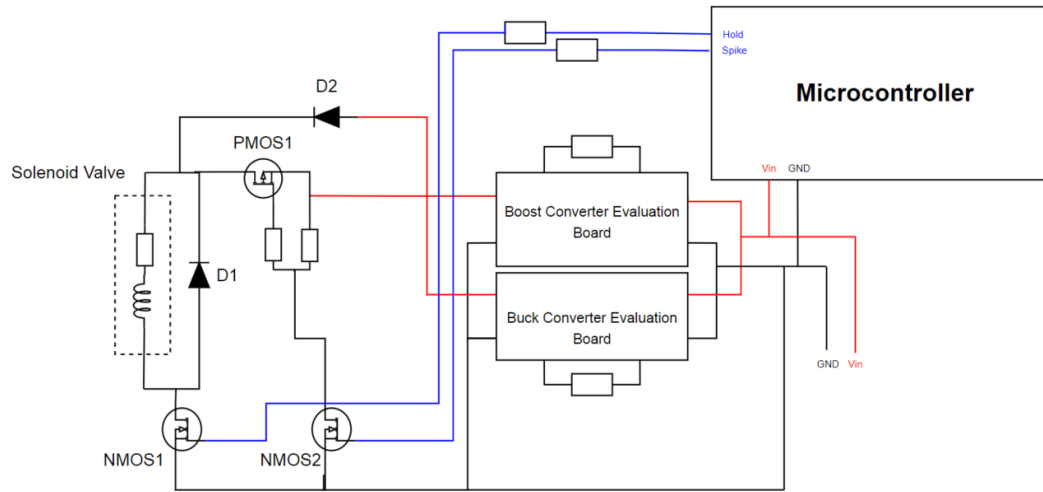 Hold
Spike
Microcontroller
D2
PMOS1
Solenoid Valve
Vin
GND
Boost Converter Evaluation
Board
D1
Buck Converter Evaluation
Board
GND
Vin
NMOS1
NMOS2